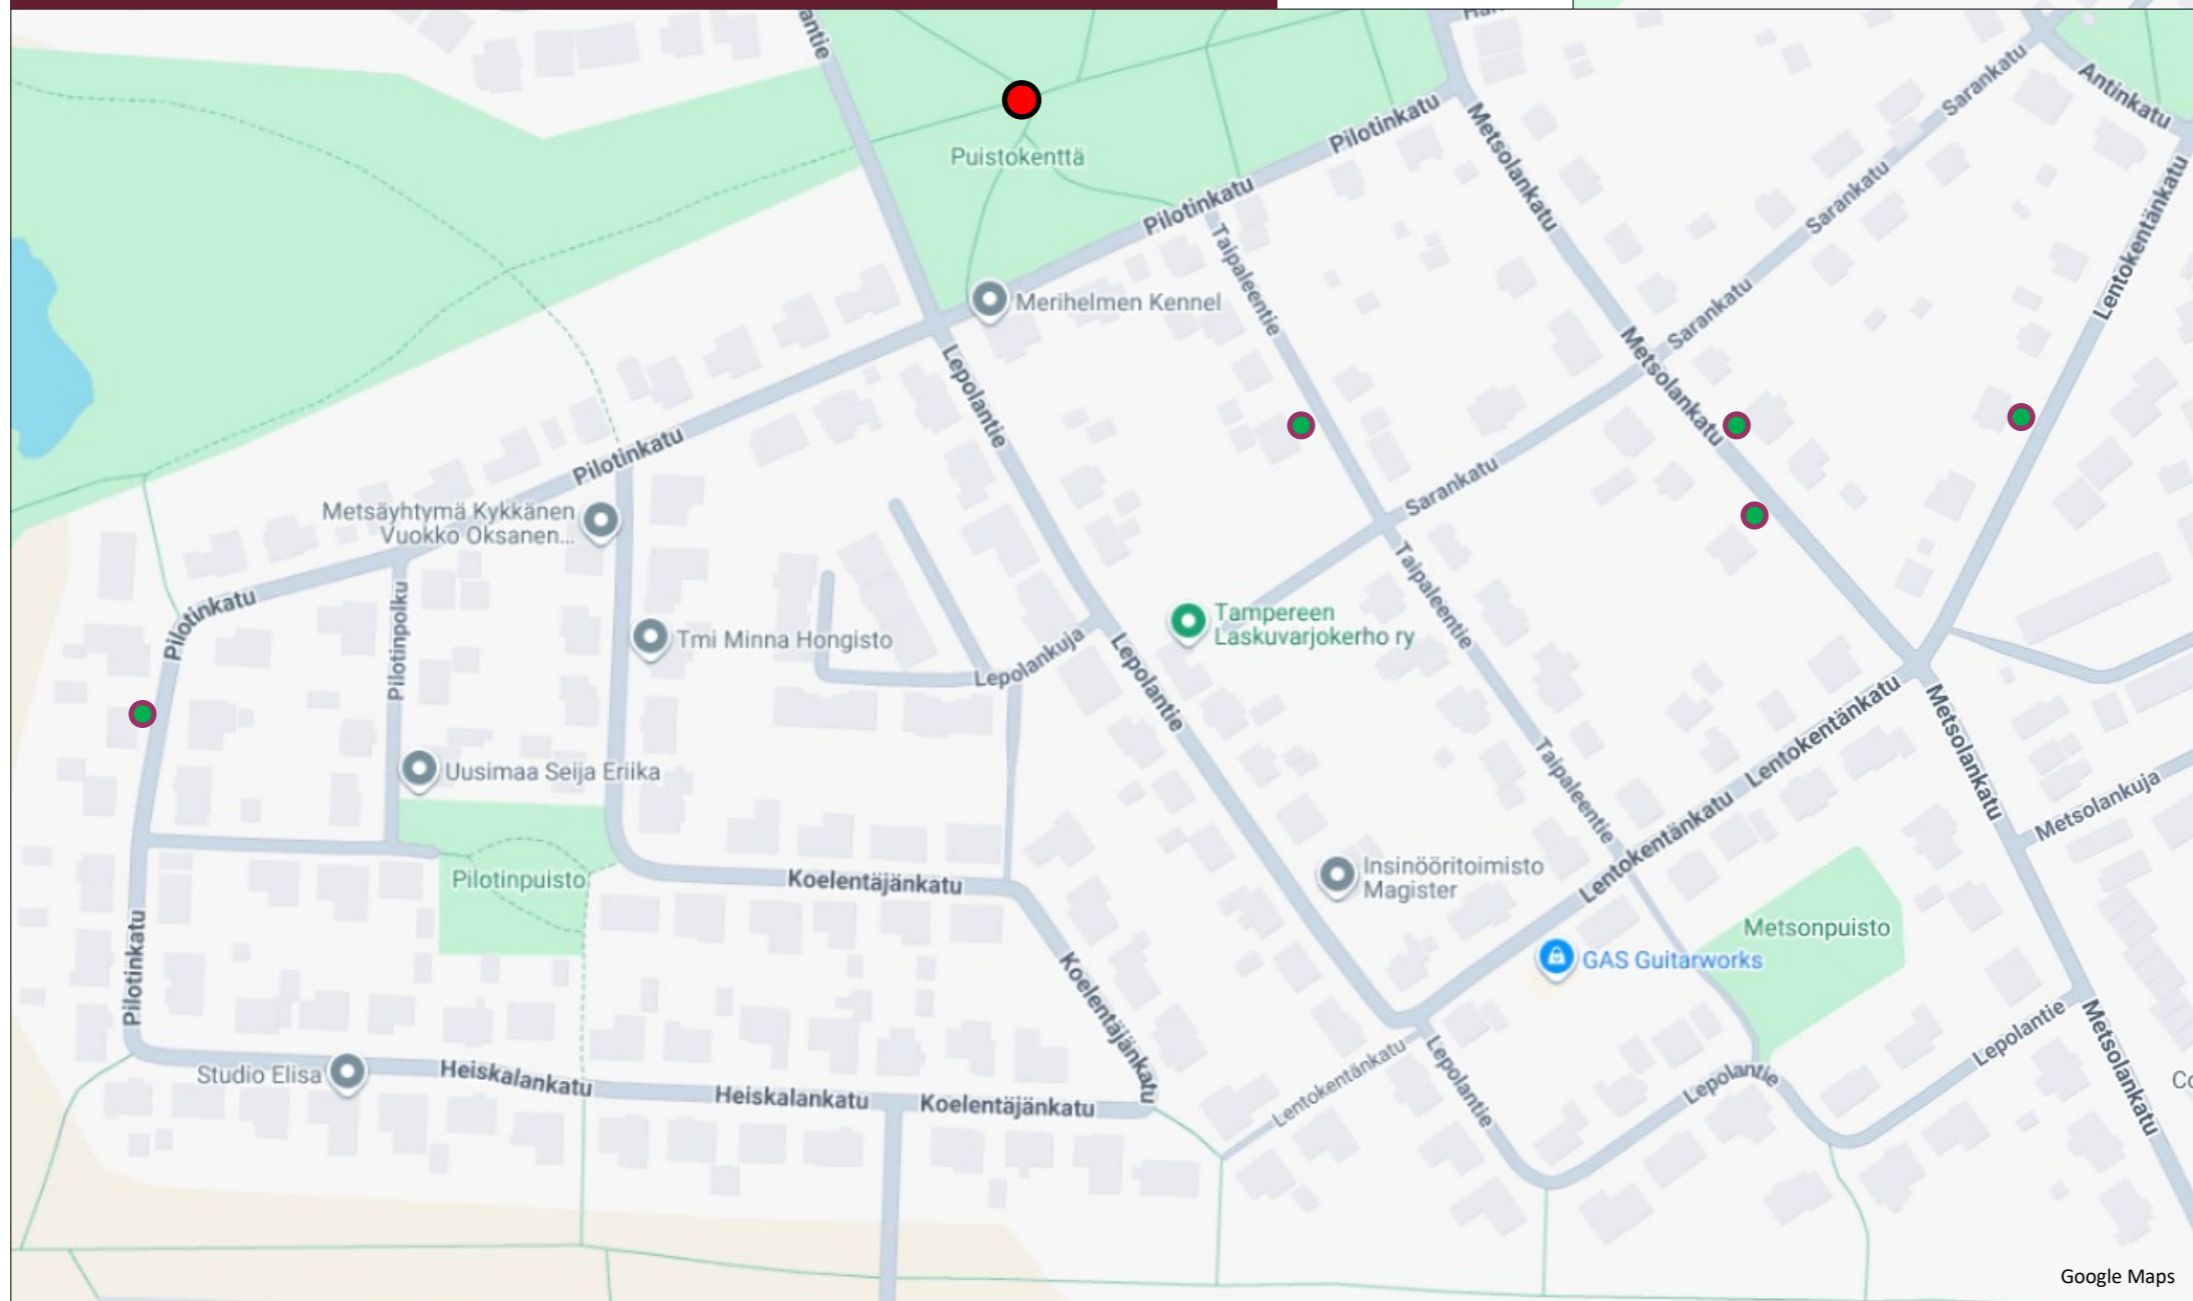 antie
Antinkatu
Sarankatu
Puistokenttä
Pilotinkatu
Metsolankatu
Pilotinkatu
Sarankatu
Lentokentänkatu
Taipaleentie
Merihelmen Kennel
Sarankatu
Metsolankatu
Lepolantie
Pilotinkatu
Sarankatu
Metsäyhtymä Kykkänen
Vuokko Oksanen...
Pilotinkatu
Pilotinpolku
Taipaleentie
Tampereen
Laskuvarjokerho ry
Tmi Minna Hongisto
Lepolankuja
Lepolantie
Lentokentänkatu
Metsolankatu
Uusimaa Seija Eriika
Taipaleentie
Metsolankuja
Lentokentänkatu
Pilotinpuisto
Koelentäjänkatu
Insinööritoimisto
Magister
Metsonpuisto
GAS Guitarworks
Pilotinkatu
Koelentäjänkatu
Lepolantie
Metsolankatu
Studio Elisa
Heiskalankatu
Heiskalankatu
Koelentäjänkatu
Lentokentänkatu
Lepolantie
Lepolantie
Co
Google Maps